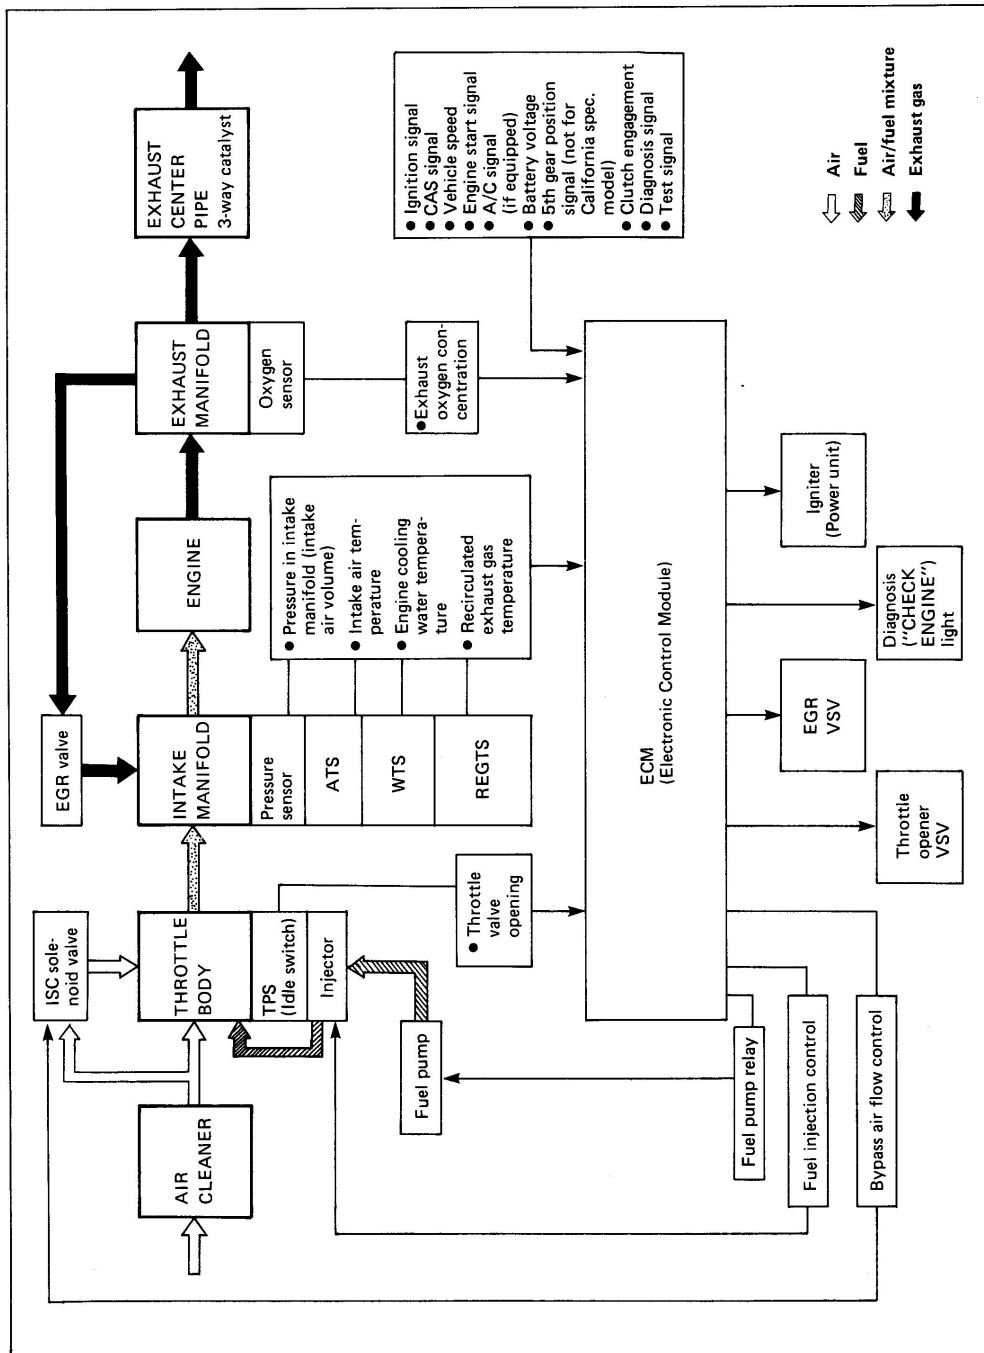 AIR
CLEANER
ISC sole-
noid valve
THROTTLE
BODY
TPS
(Idle switch)
Injector
Fuel pump
EGR valve
INTAKE
MANIFOLD
Pressure
sensor
ATS
WTS
REGTS
ENGINE
EXHAUST
MANIFOLD
Oxygen
sensor
EXHAUST
CENTER
PIPE
3-way catalyst
● Throttle
valve
opening
● Pressure in intake
manifold (intake
air volume)
● Intake air tem-
perature
● Engine cooling
water tempera-
ture
● Recirculated
exhaust gas
temperature
● Exhaust
oxygen con-
centration
● Ignition signal
● CAS signal
● Vehicle speed
● Engine start signal
● A/C signal
(if equipped)
● Battery voltage
● 5th gear position
signal (not for
California spec.
model)
● Clutch engagement
● Diagnosis signal
● Test signal
ECM
(Electronic Control Module)
Fuel pump relay
Fuel injection control
Bypass air flow control
Throttle
opener
VSV
EGR
VSV
Diagnosis
("CHECK
ENGINE")
light
Igniter
(Power unit)
Air
Fuel
Air/fuel mixture
Exhaust gas